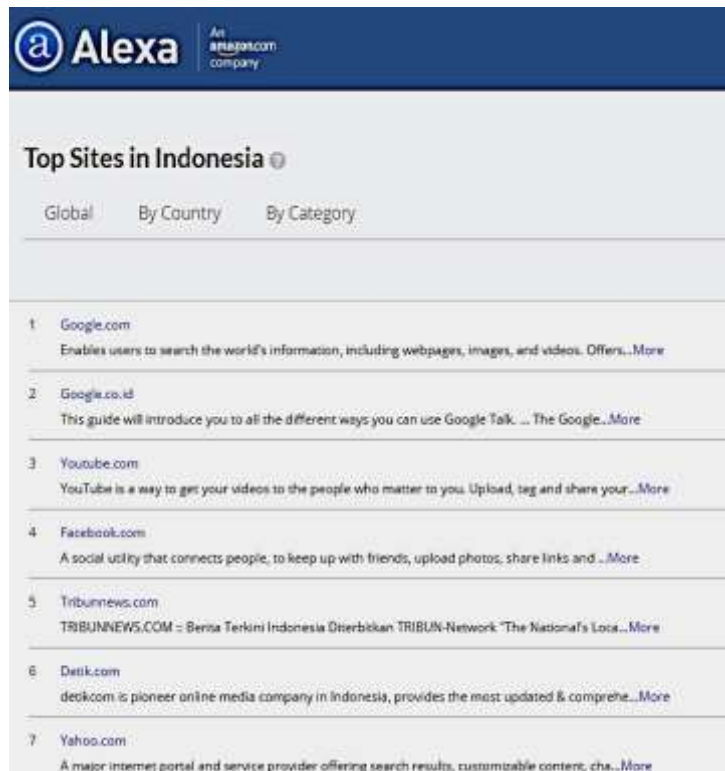 a Alexa
An
amazon.com
company
Top Sites in Indonesia ?
Global By Country By Category
1 Google.com
Enables users to search the world's information, including webpages, images, and videos. Offers...More
2 Google.co.id
This guide will introduce you to all the different ways you can use Google Talk. ... The Google...More
3 Youtube.com
YouTube is a way to get your videos to the people who matter to you. Upload, tag and share your...More
4 Facebook.com
A social utility that connects people, to keep up with friends, upload photos, share links and ...More
5 Tribunnews.com
TRIBUNNEWS.COM :: Berita Terkini Indonesia Diterbitkan TRIBUN-Network "The National's Loca...More
6 Detik.com
detikcom is pioneer online media company in Indonesia, provides the most updated & comprehe...More
7 Yahoo.com
A major internet portal and service provider offering search results, customizable content, cha...More